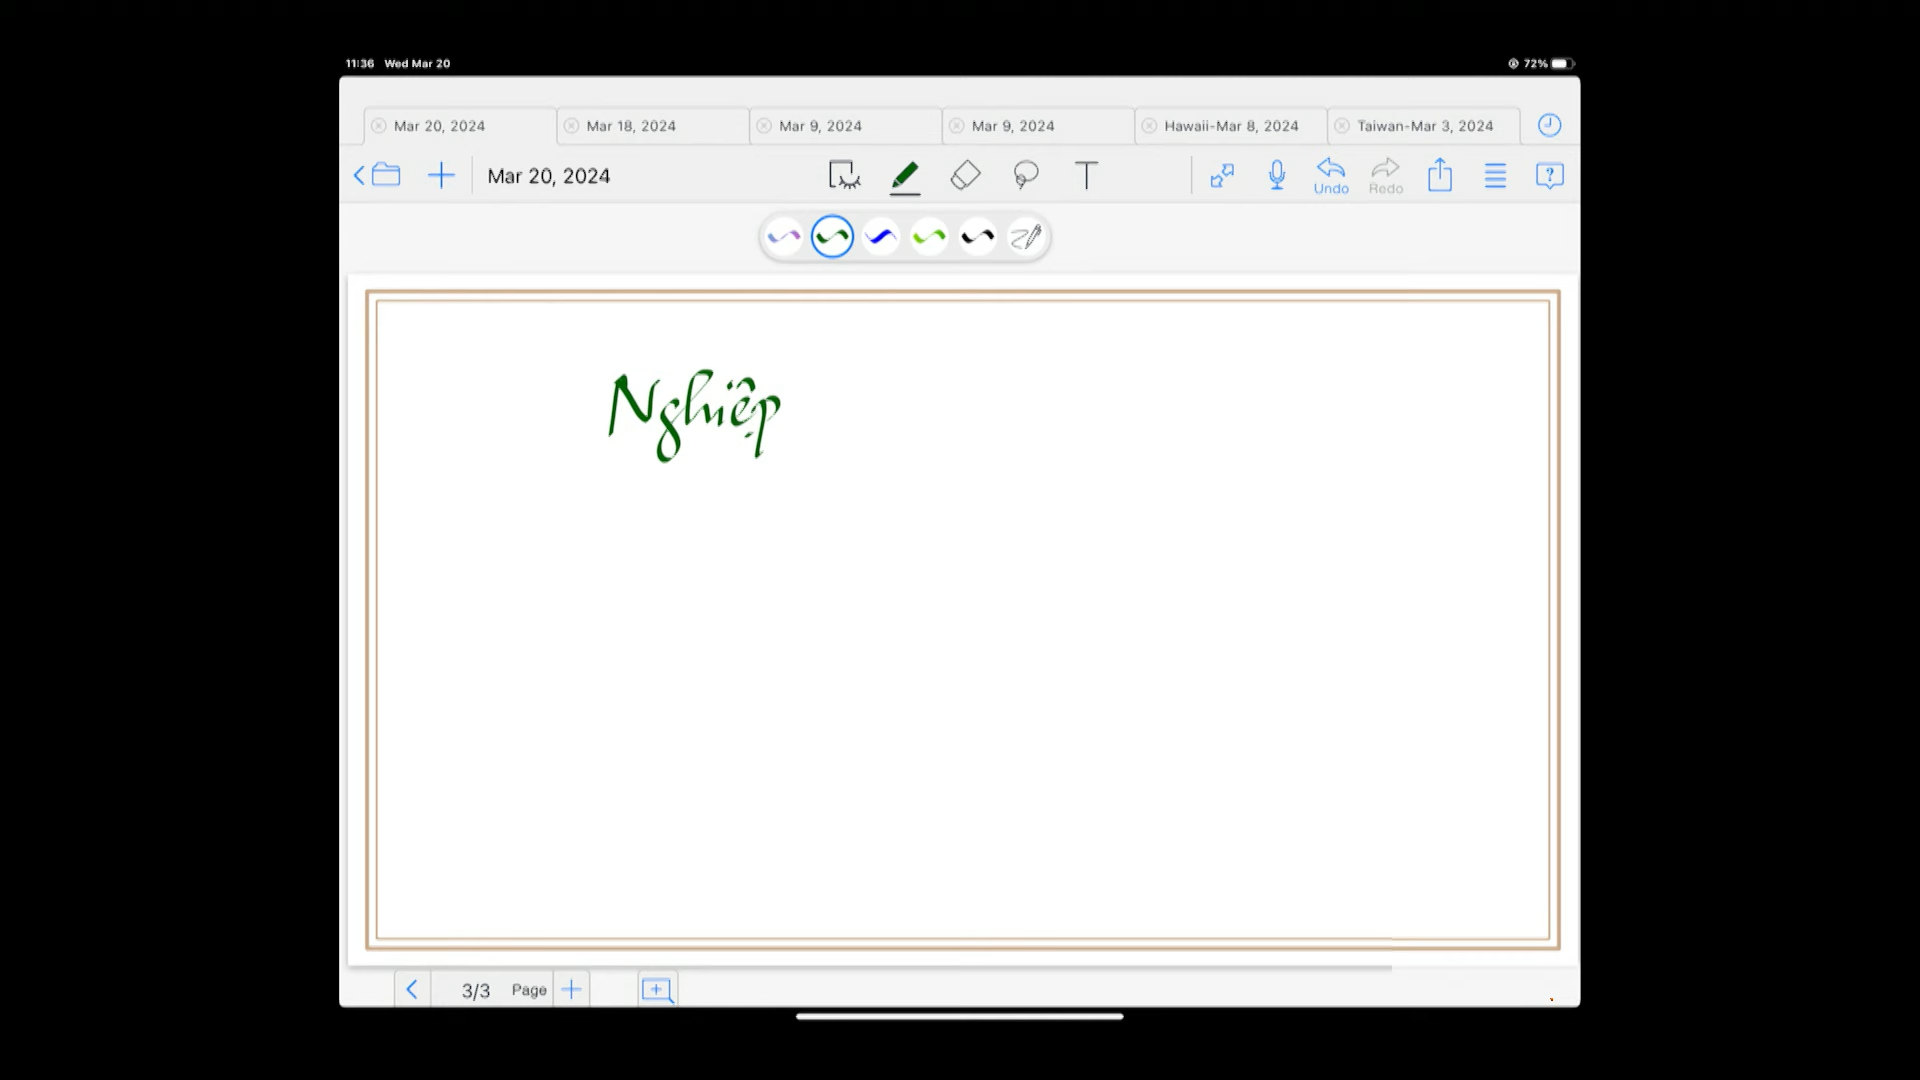 11:36 Wed Mar 20 72%
Mar 20, 2024 Mar 18, 2024 Mar 9, 2024 Mar 9, 2024 Hawaii-Mar 8, 2024 Taiwan-Mar 3, 2024
Mar 20, 2024 T Undo Redo ?
Nghiệp
3/3 Page